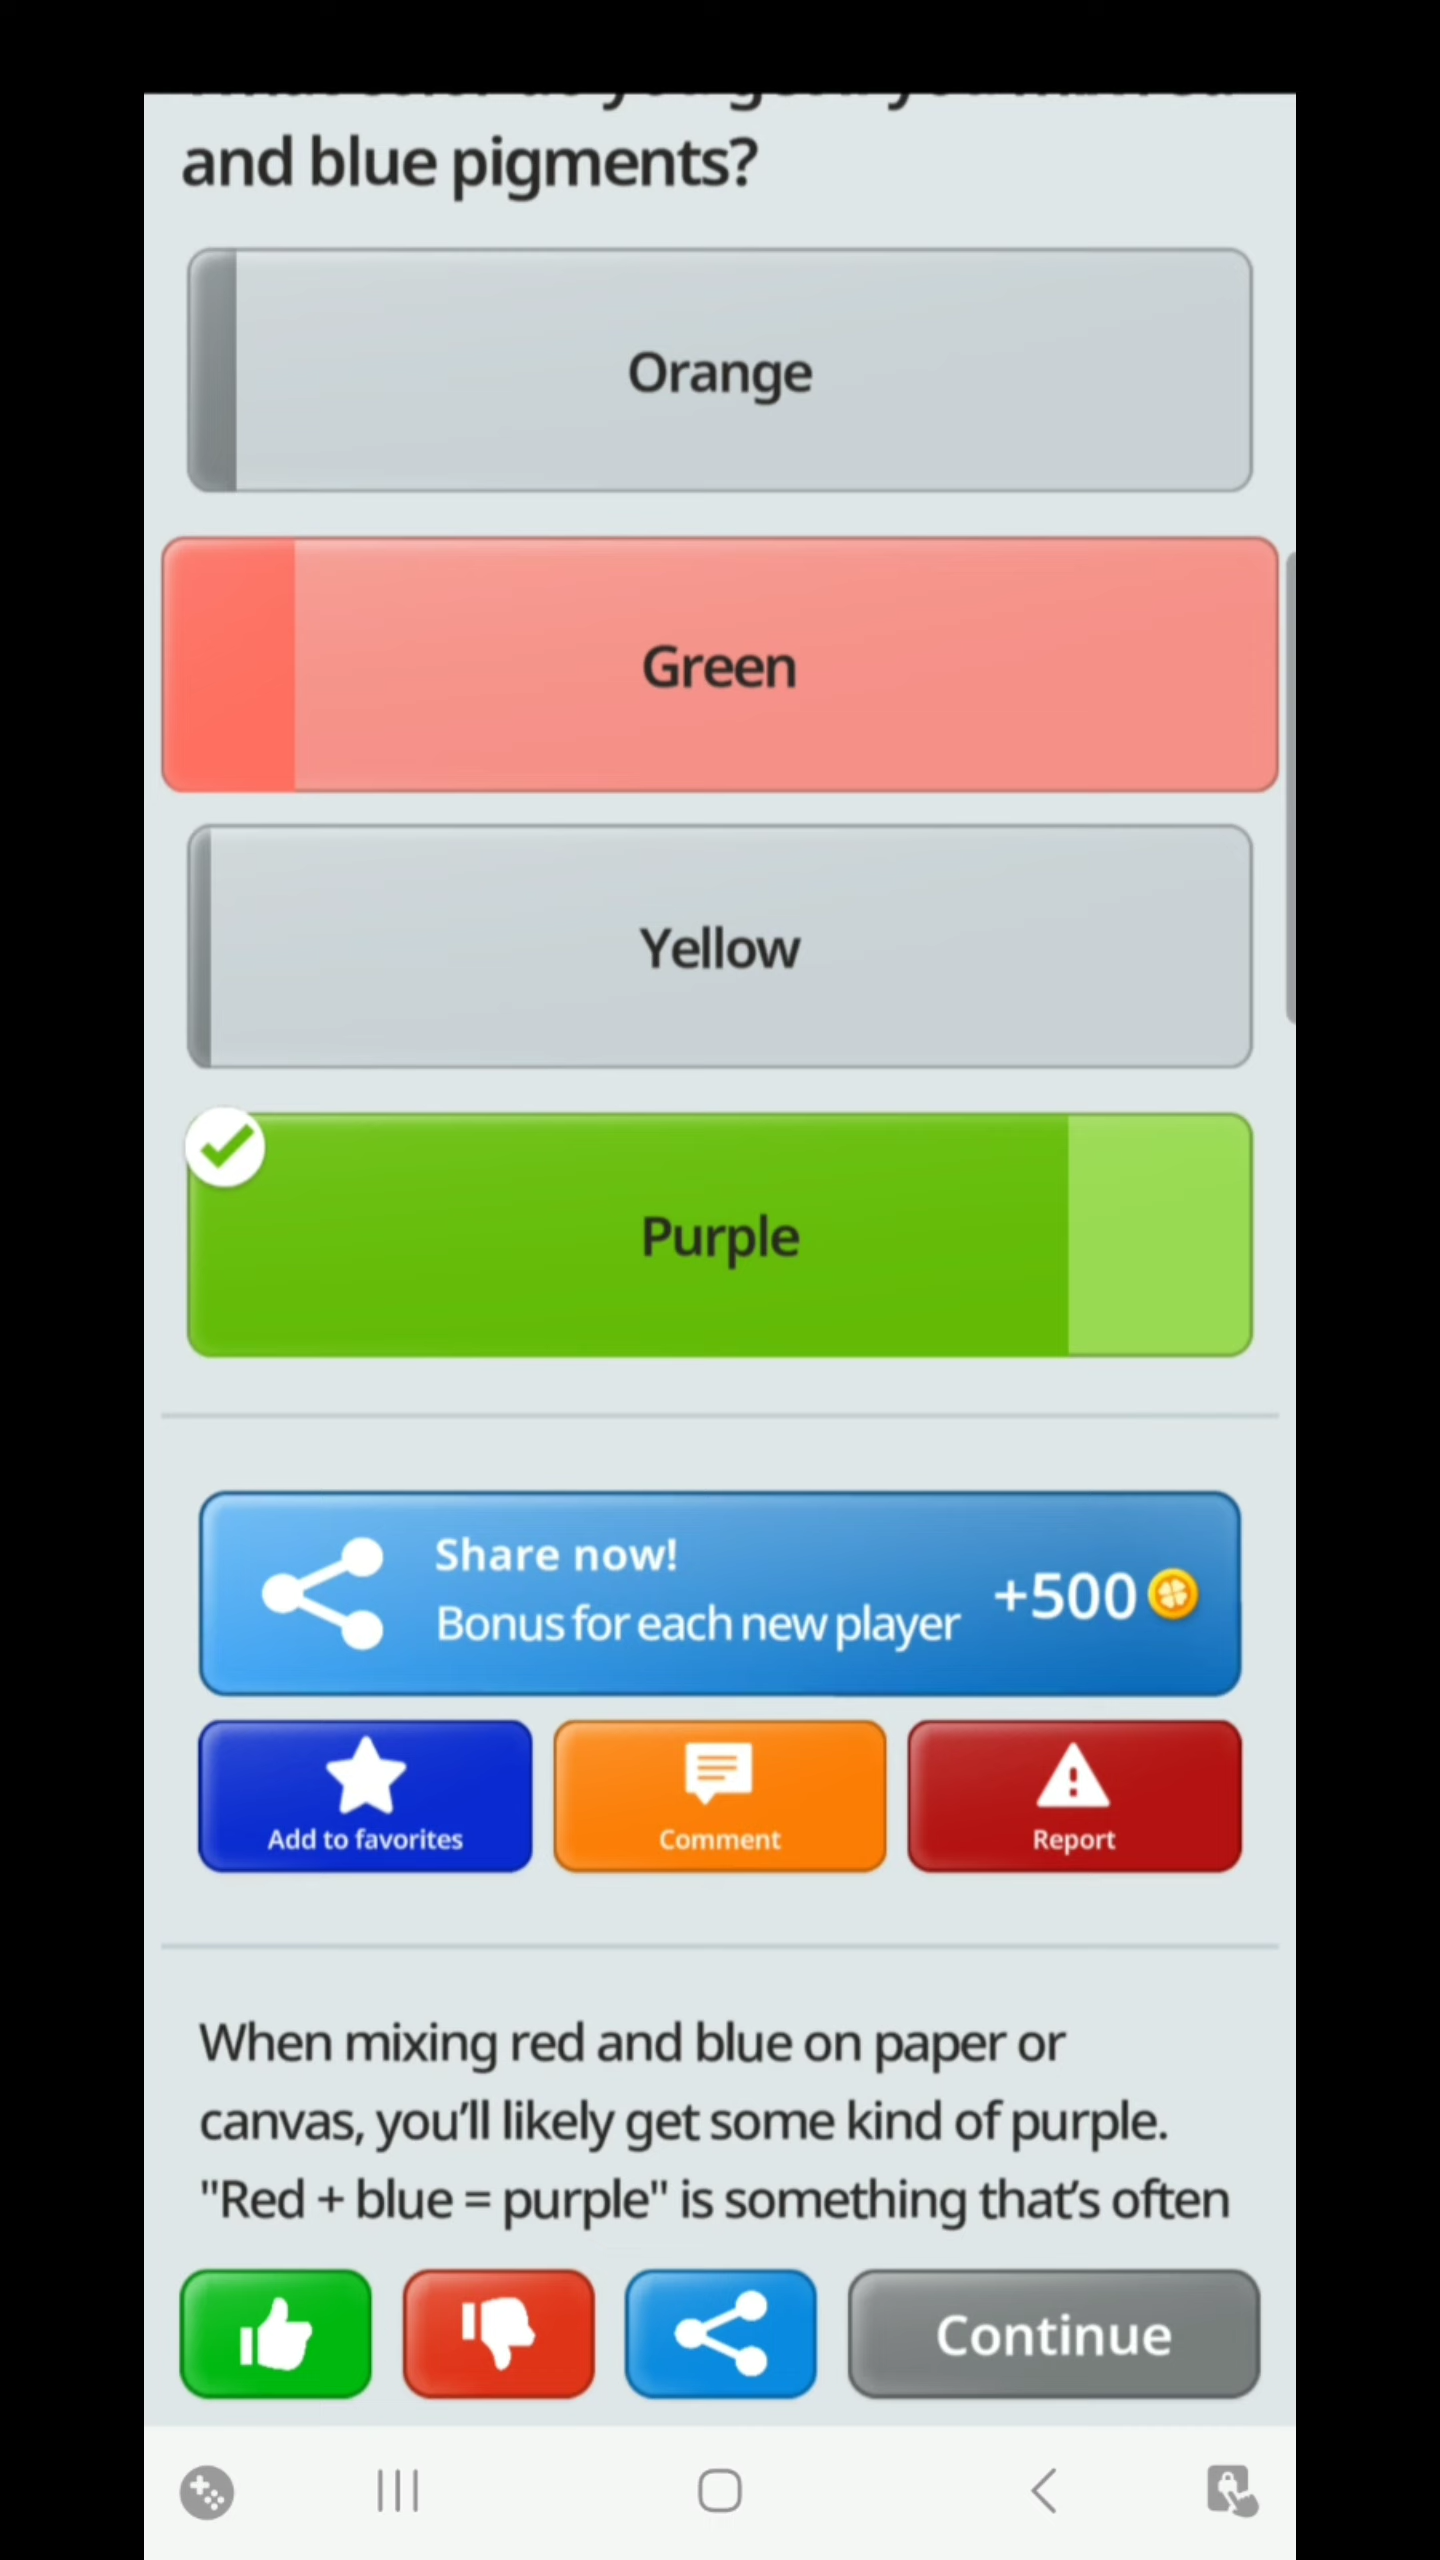 and blue pigments?
Orange
Green
Yellow
Purple
Share now!
Bonus for each new player
+500
Add to favorites
Comment
Report
When mixing red and blue on paper or
canvas, you'll likely get some kind of purple.
"Red + blue = purple" is something that's often
Continue